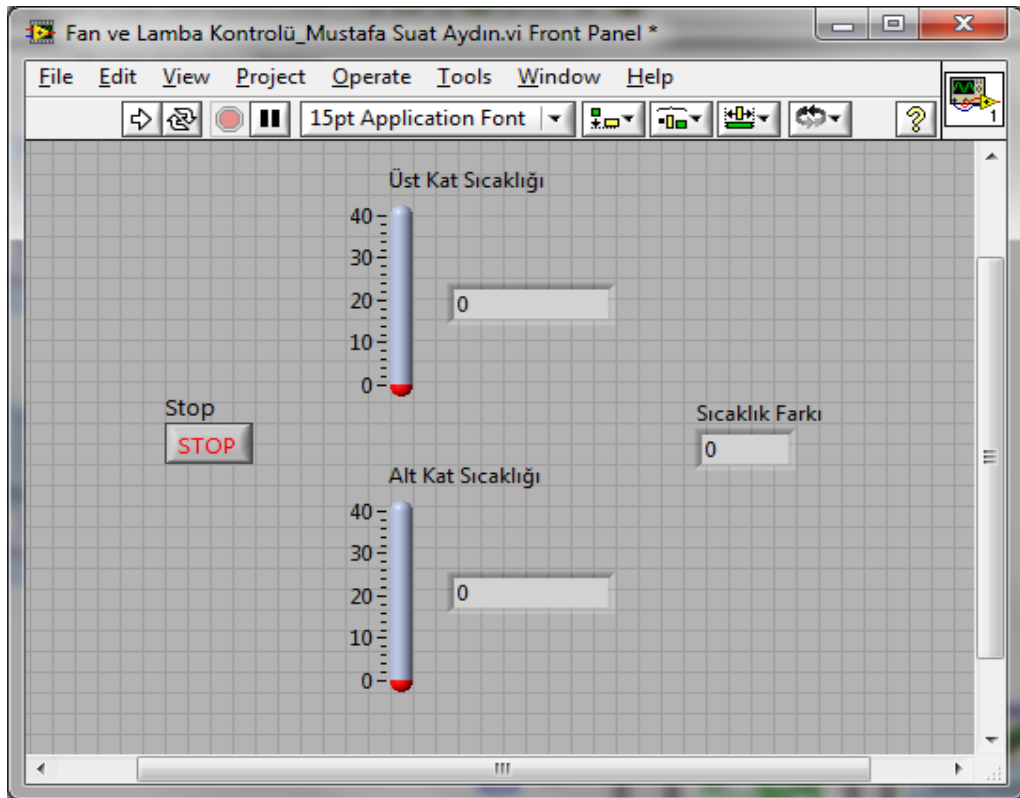 Fan ve Lamba Kontrolü_Mustafa Suat Aydın.vi Front Panel *
File Edit View Project Operate Tools Window Help
15pt Application Font
?
1
Üst Kat Sıcaklığı
40
30
20
0
10
0
Stop
STOP
Sıcaklık Farkı
0
Alt Kat Sıcaklığı
40
30
20
0
10
0